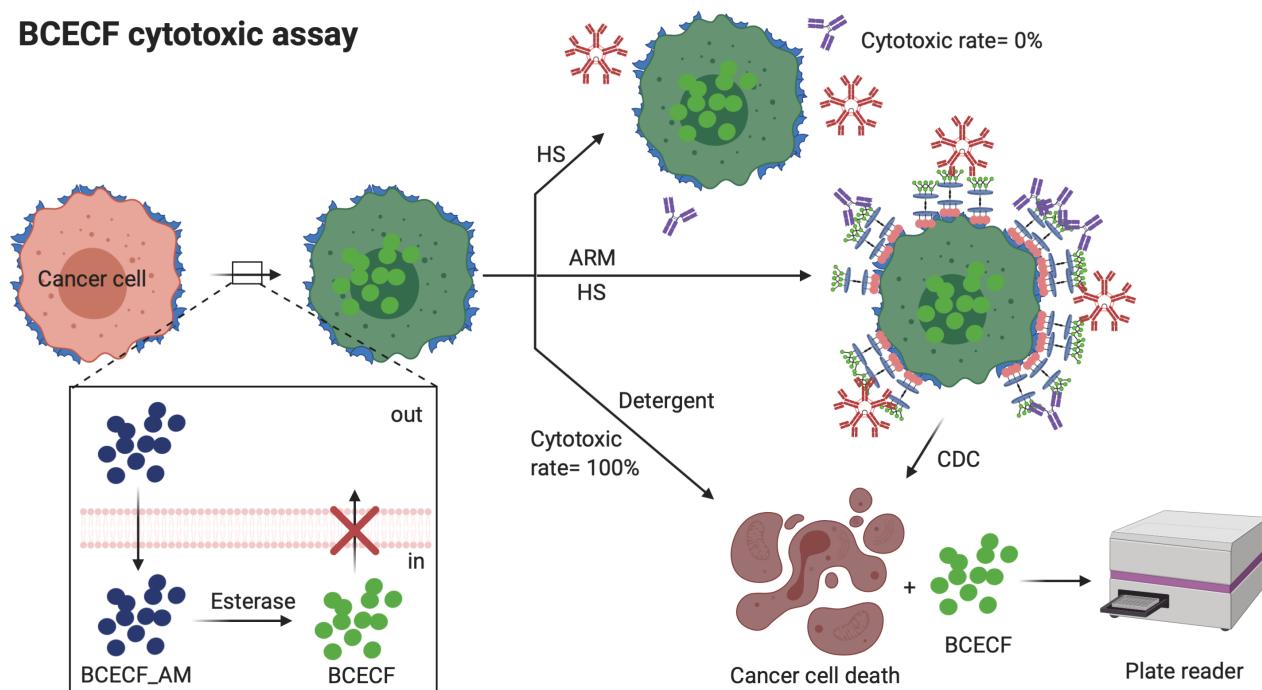 BCECF cytotoxic assay
Cytotoxic rate= 0%
HS
Cancer cell
ARM
HS
Detergent
Cytotoxic
rate= 100%
CDC
out
in
Esterase
BCECF_AM
BCECF
+
BCECF
Cancer cell death
Plate reader